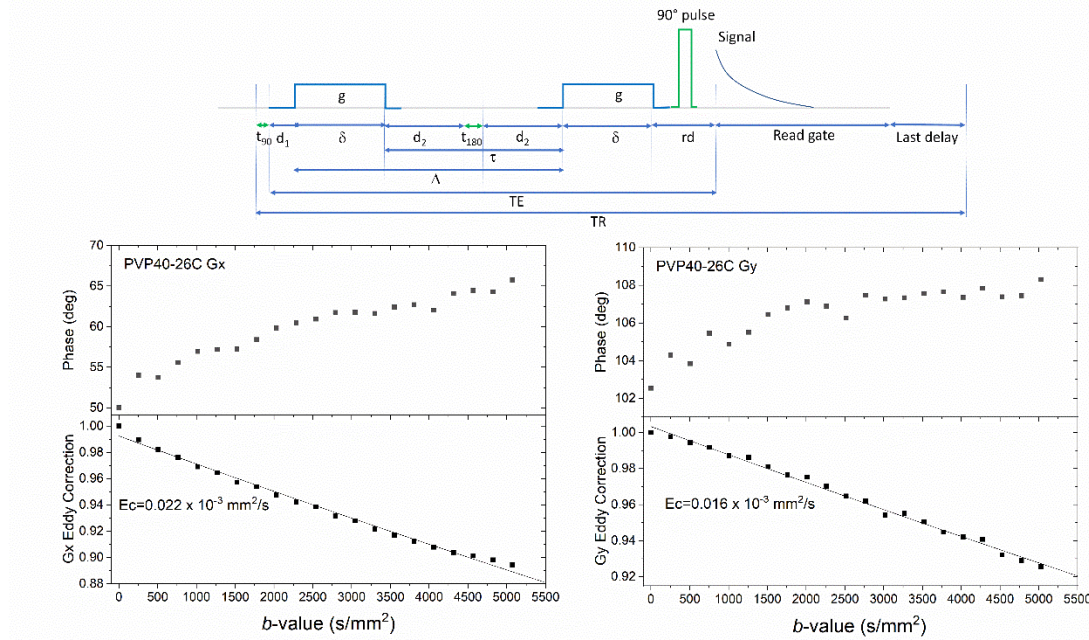 90° pulse
Signal
g
g
t90 d1 δ d2 t180 d2 δ rd Read gate Last delay
τ
Λ
TE
TR
PVP40-26C Gx
Phase (deg)
70
65
60
55
50
Gx Eddy Correction
1.00
0.98
0.96
0.94
0.92
0.90
0.88
Ec=0.022 x 10⁻³ mm²/s
0 500 1000 1500 2000 2500 3000 3500 4000 4500 5000 5500
b-value (s/mm²)
PVP40-26C Gy
Phase (deg)
110
108
106
104
102
Gy Eddy Correction
1.00
0.98
0.96
0.94
0.92
Ec=0.016 x 10⁻³ mm²/s
0 500 1000 1500 2000 2500 3000 3500 4000 4500 5000 5500
b-value (s/mm²)